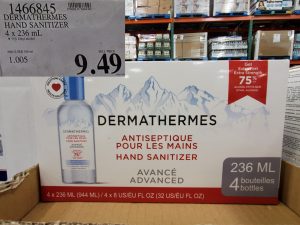 1466845
DERMATHERMES
HAND SANITIZER
4 x 236 mL
1.005
9.49
75%
DERMATHERMES
ANTISEPTIQUE
POUR LES MAINS
HAND SANITIZER
AVANCÉ
ADVANCED
236 ML
4 bouteilles
bottles
4 x 236 ML (944 ML) / 4 x 8 US/ÉU FL OZ (32 US/ÉU FL OZ)